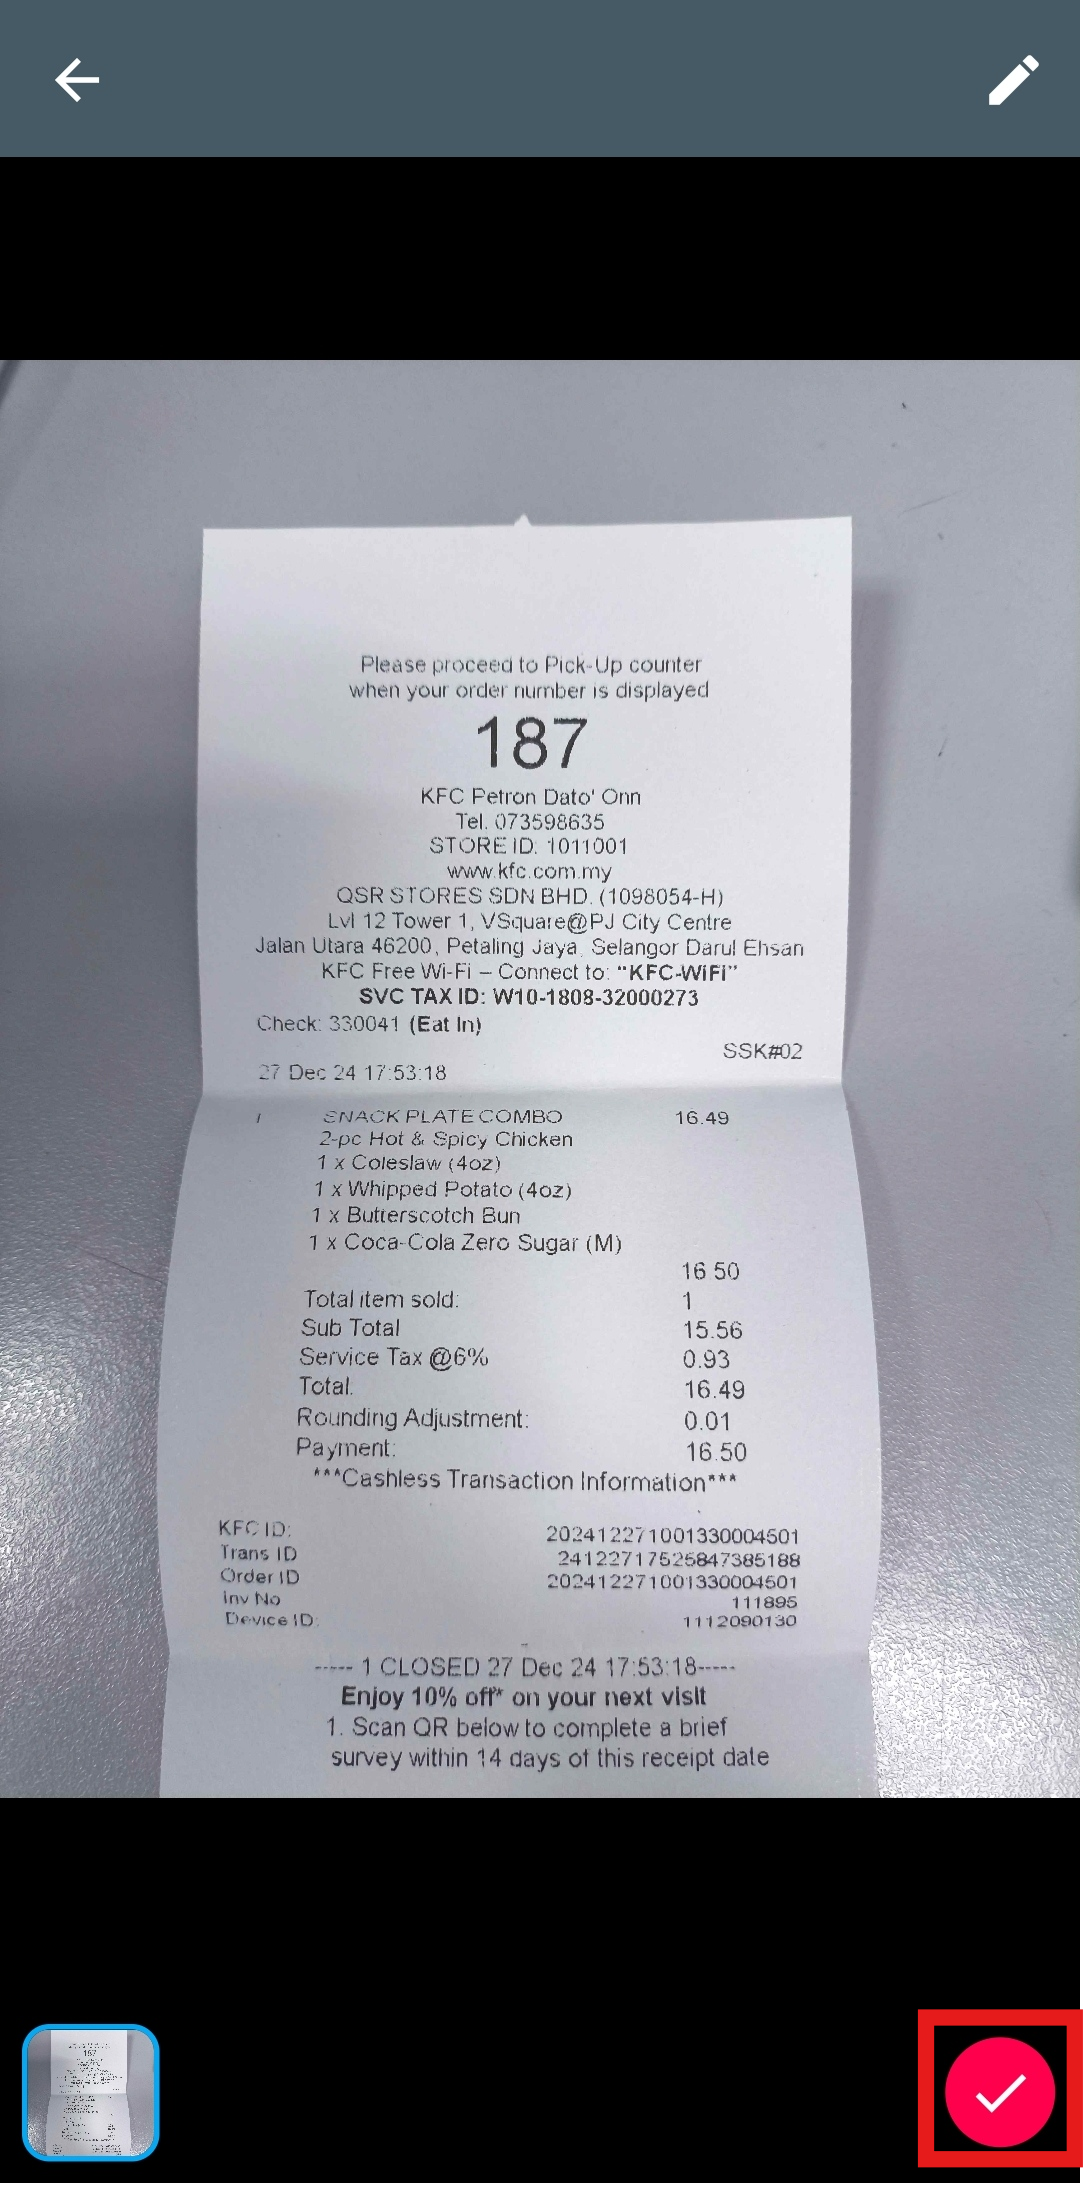 Please proceed to Pick-Up counter
when your order number is displayed
187
KFC Petron Dato' Onn
Tel. 073598635
STORE ID: 1011001
www.kfc.com.my
QSR STORES SDN BHD. (1098054-H)
Lvl 12 Tower 1, VSquare@PJ City Centre
Jalan Utara 46200, Petaling Jaya, Selangor Darul Ehsan
KFC Free Wi-Fi – Connect to: “KFC-WiFi”
SVC TAX ID: W10-1808-32000273
Check: 330041 (Eat In)
SSK#02
27 Dec 24 17:53:18
1 SNACK PLATE COMBO 16.49
2-pc Hot & Spicy Chicken
1 x Coleslaw (4oz)
1 x Whipped Potato (4oz)
1 x Butterscotch Bun
1 x Coca-Cola Zero Sugar (M)
16.50
Total item sold: 1
Sub Total 15.56
Service Tax @6% 0.93
Total: 16.49
Rounding Adjustment: 0.01
Payment: 16.50
***Cashless Transaction Information***
KFC ID: 202412271001330004501
Trans ID 24122717525847385188
Order ID 202412271001330004501
Inv No 111895
Device ID: 1112090130
----- 1 CLOSED 27 Dec 24 17:53:18-----
Enjoy 10% off* on your next visit
1. Scan QR below to complete a brief
survey within 14 days of this receipt date